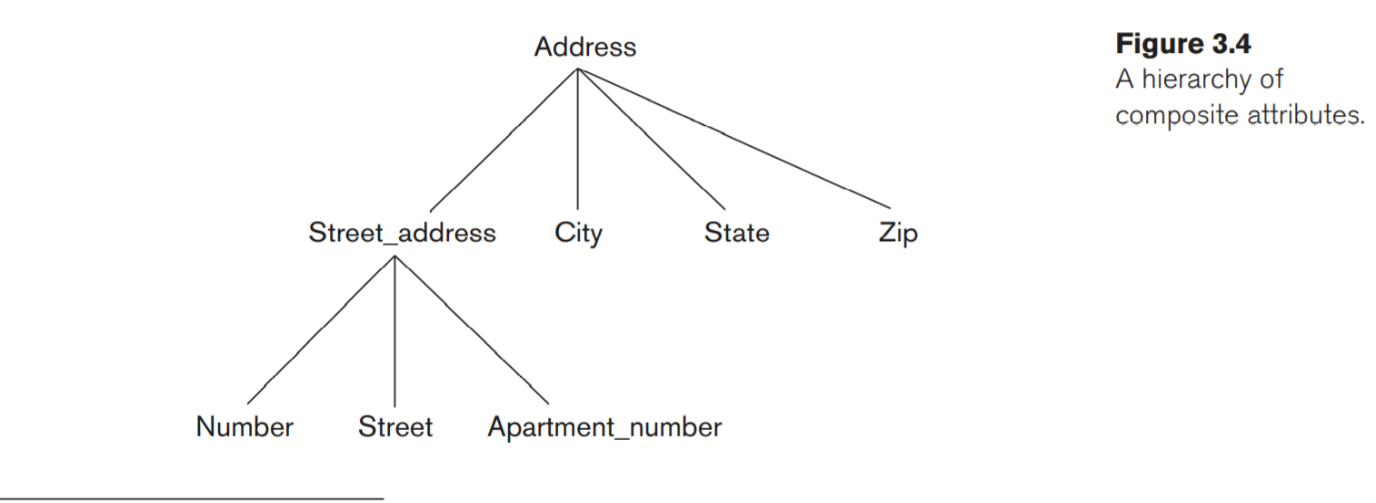 Address
Figure 3.4
A hierarchy of
composite attributes.
Street_address City State Zip
Number Street Apartment_number